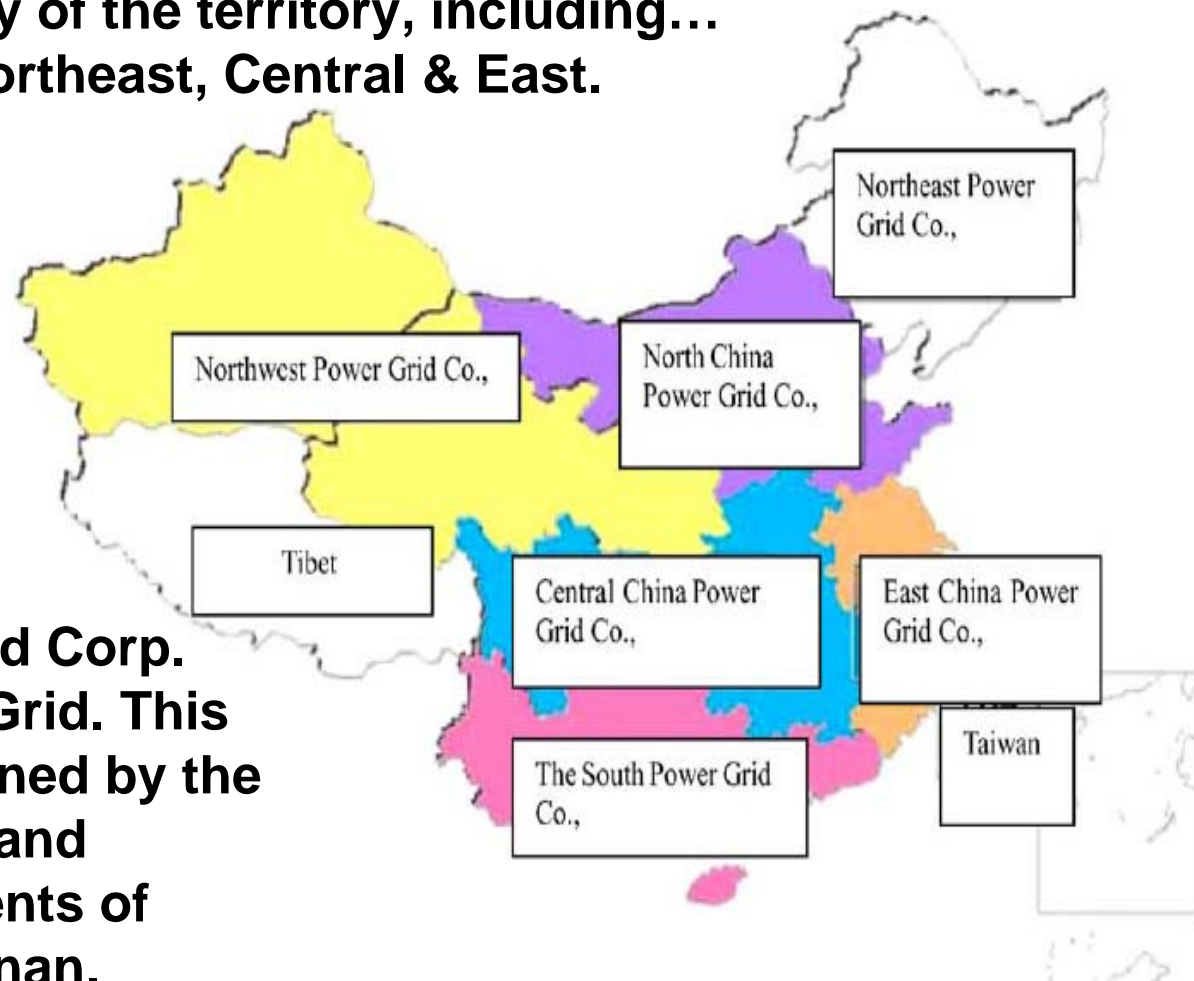 y of the territory, including…
ortheast, Central & East.
Northeast Power
Grid Co.,
Northwest Power Grid Co.,
North China
Power Grid Co.,
Tibet
Central China Power
Grid Co.,
East China Power
Grid Co.,
d Corp.
Grid. This
ned by the
and
ents of
nan.
The South Power Grid
Co.,
Taiwan